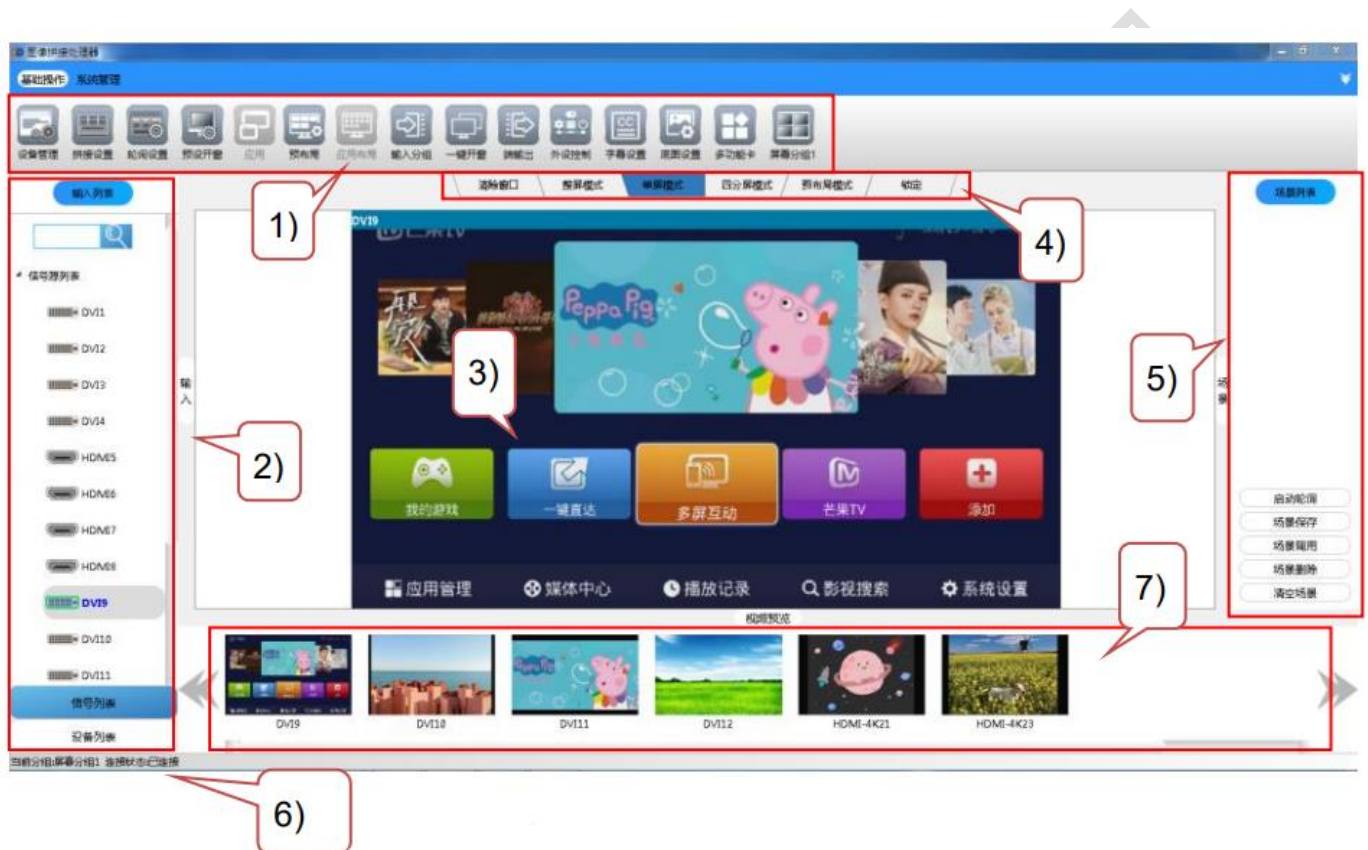 图像拼接处理器
基础操作 系统管理
设备管理 拼接设置 轮询设置 预设开窗 应用 预布局 应用布局 输入分组 一键开窗 输出 外设控制 字幕设置 底图设置 多功能卡 屏幕分组1
清除窗口 整屏模式 单屏模式 四分屏模式 预布局模式 锁定
输入列表
场景列表
1)
4)
DVI9
芒果TV
信号源列表
DVI1
DVI2
DVI3
DVI4
HDMI5
HDMI6
HDMI7
HDMI8
DVI9
DVI10
DVI11
信号列表
设备列表
输入
2)
Peppa Pig
小猪佩奇
3)
5)
场景
我的游戏 一键直达 多屏互动 芒果TV 添加
应用管理 媒体中心 播放记录 影视搜索 系统设置
启动轮询
场景保存
场景调用
场景删除
清空场景
7)
视频预览
DVI9 DVI10 DVI11 DVI12 HDMI-4K21 HDMI-4K23
当前分组:屏幕分组1 连接状态:已连接
6)